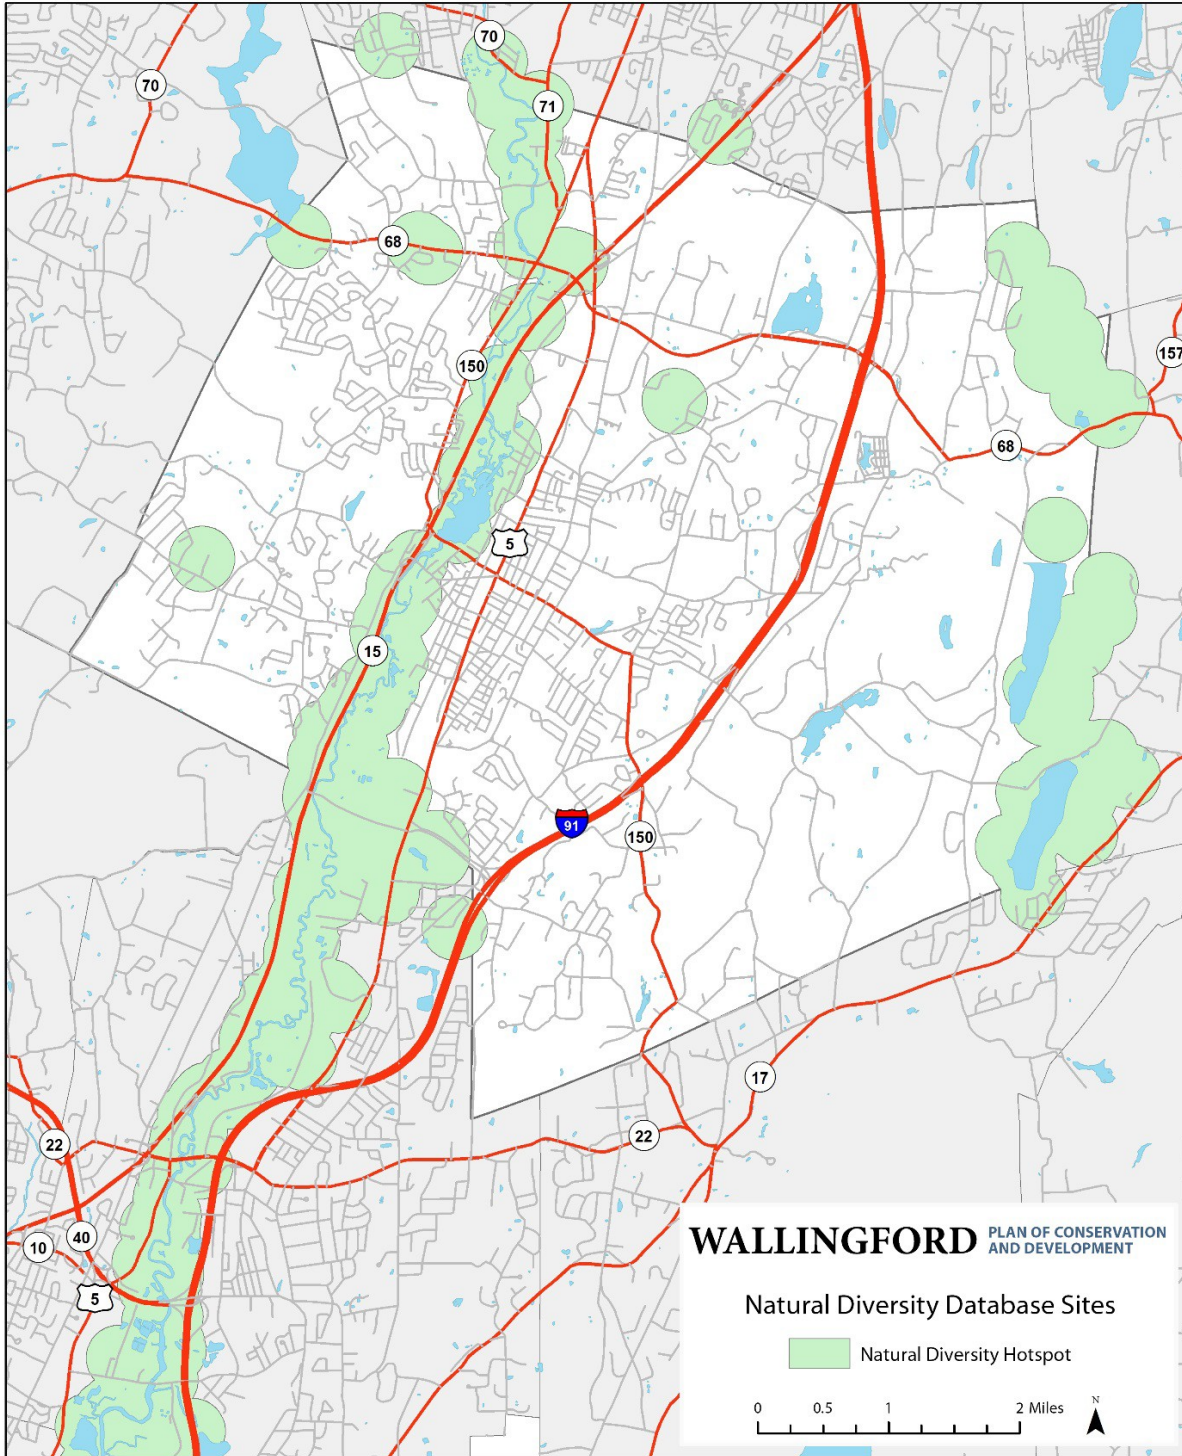 70
70
71
68
150
157
68
5
15
91
150
17
22
22
40
10
5
WALLINGFORD PLAN OF CONSERVATION
AND DEVELOPMENT
Natural Diversity Database Sites
Natural Diversity Hotspot
0 0.5 1 2 Miles
N